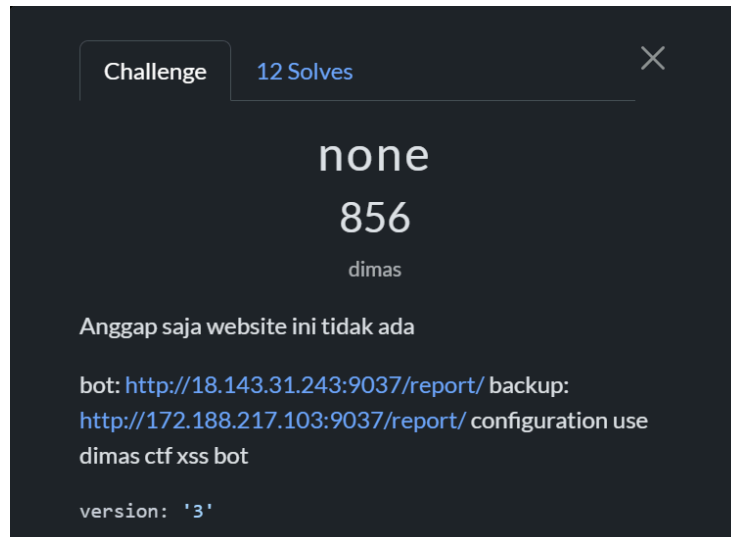 Challenge
12 Solves
none
856
dimas
Anggap saja website ini tidak ada
bot: http://18.143.31.243:9037/report/ backup:
http://172.188.217.103:9037/report/ configuration use
dimas ctf xss bot
version: '3'